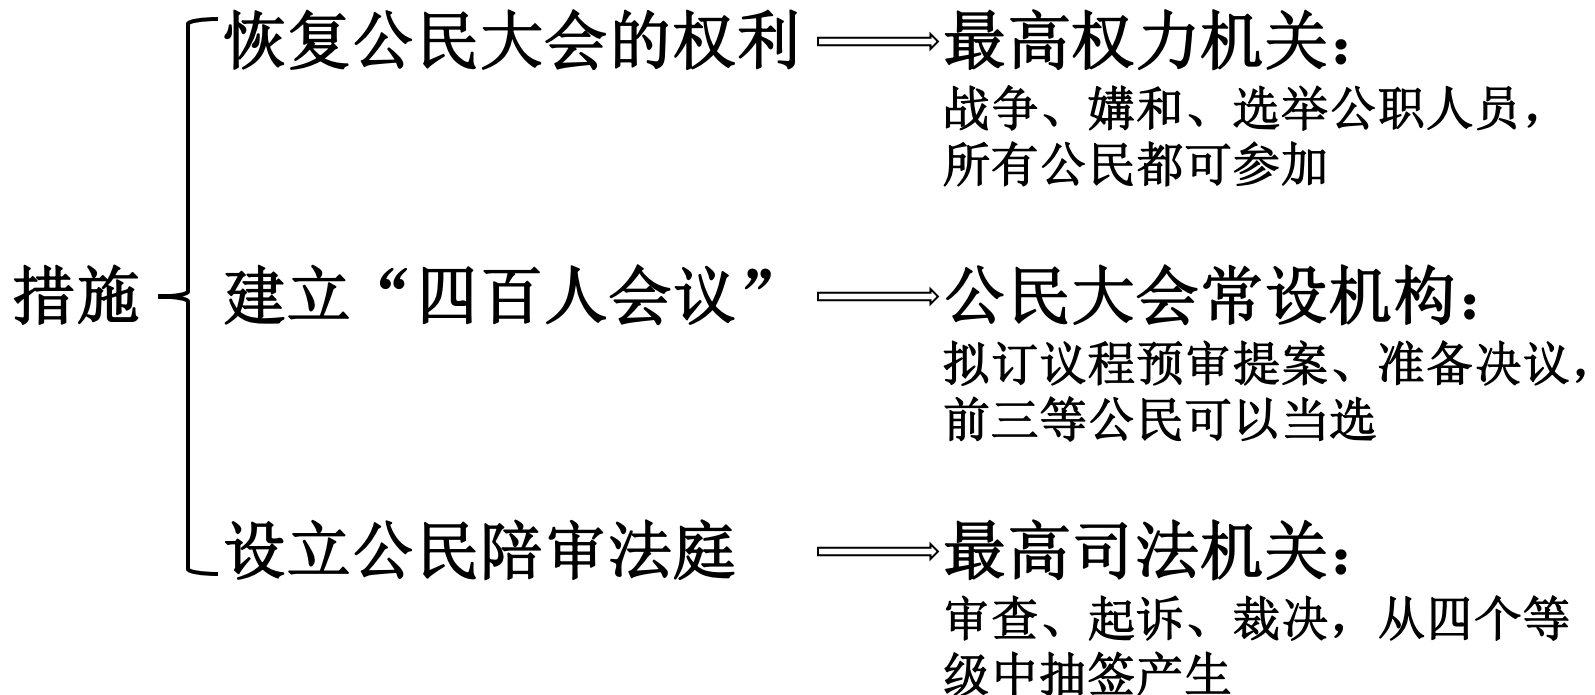 措施
恢复公民大会的权利
最高权力机关：
战争、媾和、选举公职人员，
所有公民都可参加
建立“四百人会议”
公民大会常设机构：
拟订议程预审提案、准备决议，
前三等公民可以当选
设立公民陪审法庭
最高司法机关：
审查、起诉、裁决，从四个等
级中抽签产生